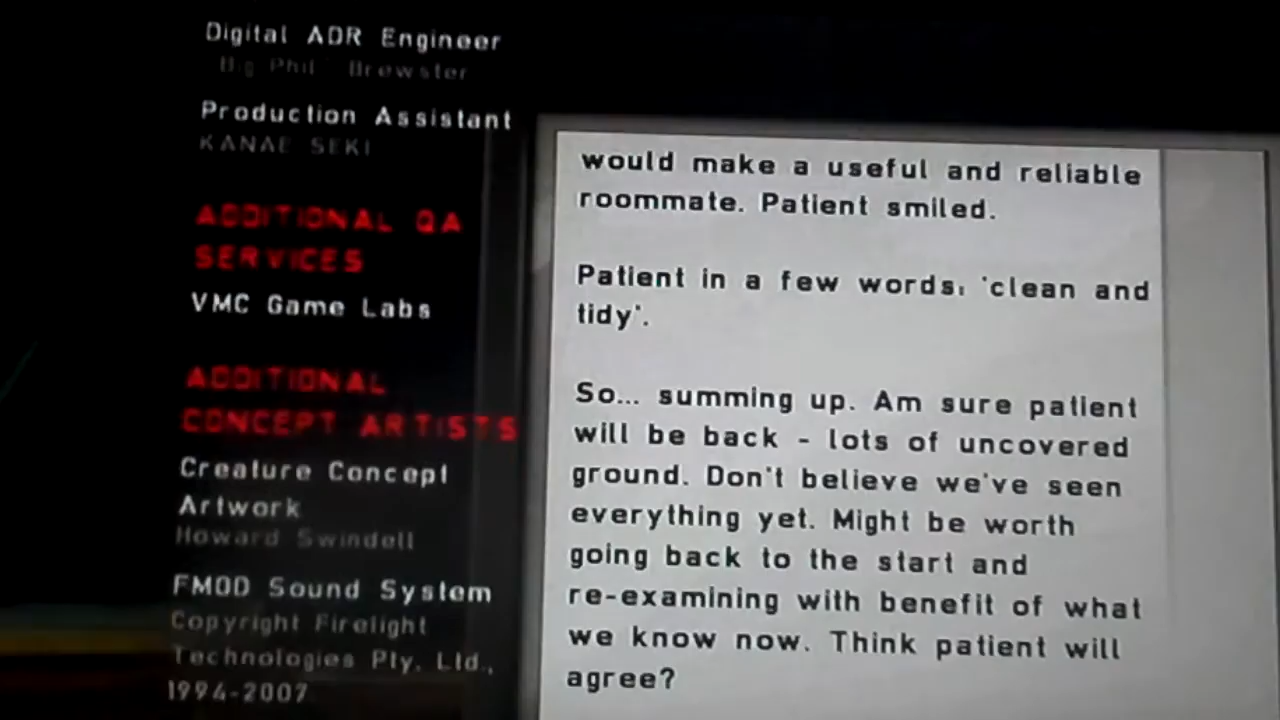 Digital ADR Engineer
"Big Phil" Brewster
Production Assistant
KANAE SEKI
ADDITIONAL QA
SERVICES
VMC Game Labs
ADDITIONAL
CONCEPT ARTISTS
Creature Concept
Artwork
Howard Swindell
FMOD Sound System
Copyright Firelight
Technologies Pty, Ltd.,
1994-2007
would make a useful and reliable
roommate. Patient smiled.
Patient in a few words: 'clean and
tidy'.
So... summing up. Am sure patient
will be back - lots of uncovered
ground. Don't believe we've seen
everything yet. Might be worth
going back to the start and
re-examining with benefit of what
we know now. Think patient will
agree?